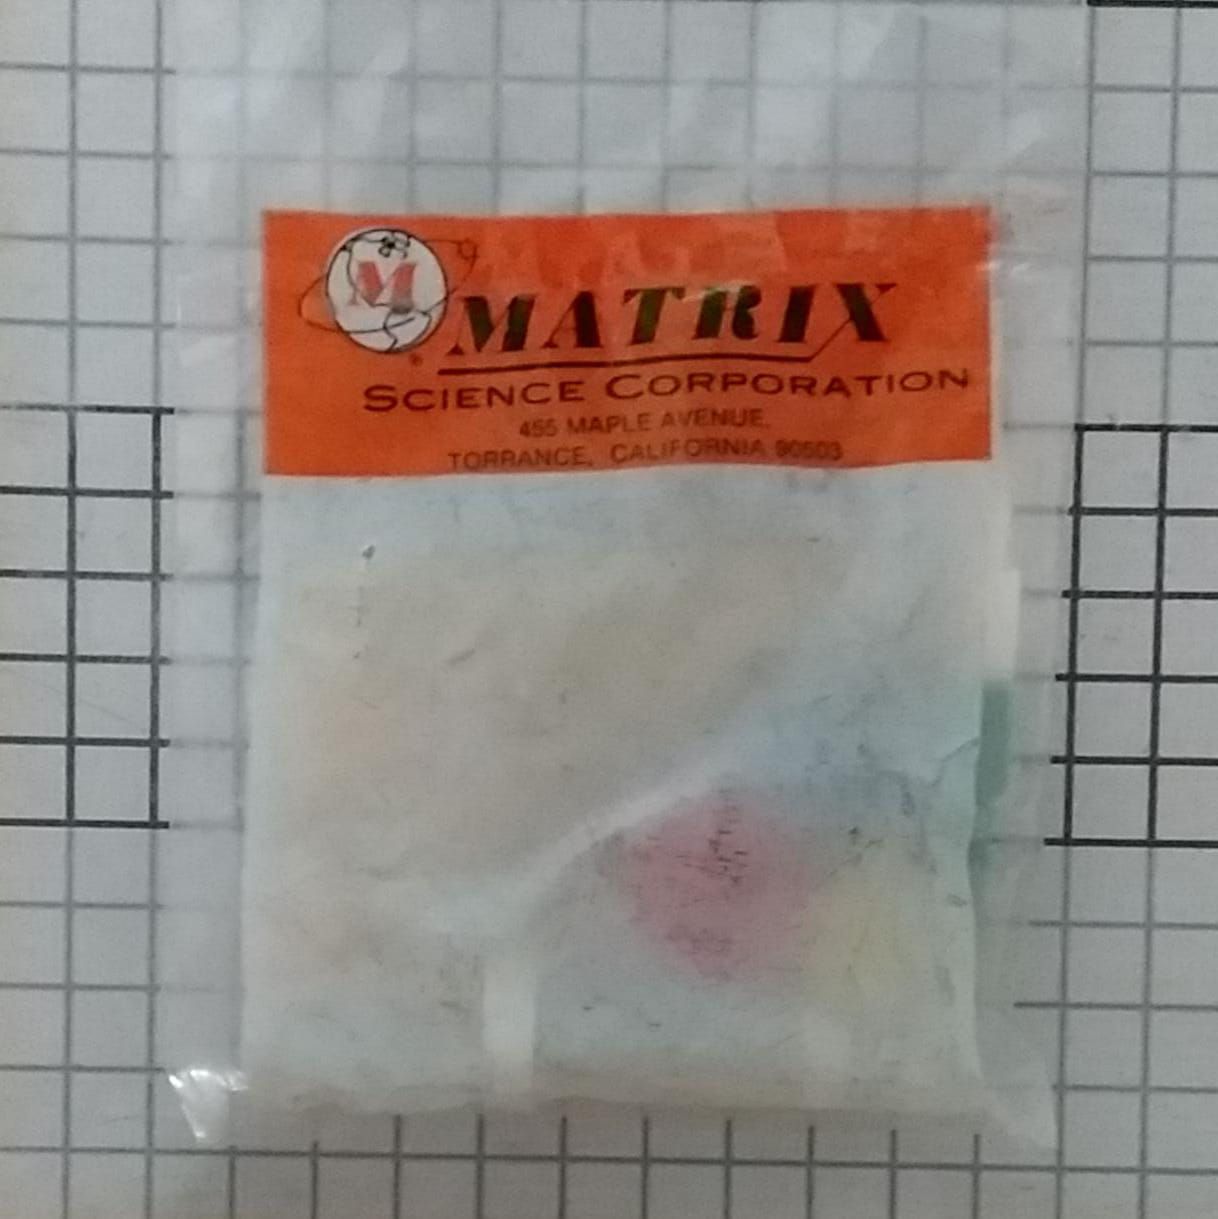 M
MATRIX
SCIENCE CORPORATION
455 MAPLE AVENUE,
TORRANCE, CALIFORNIA 90503